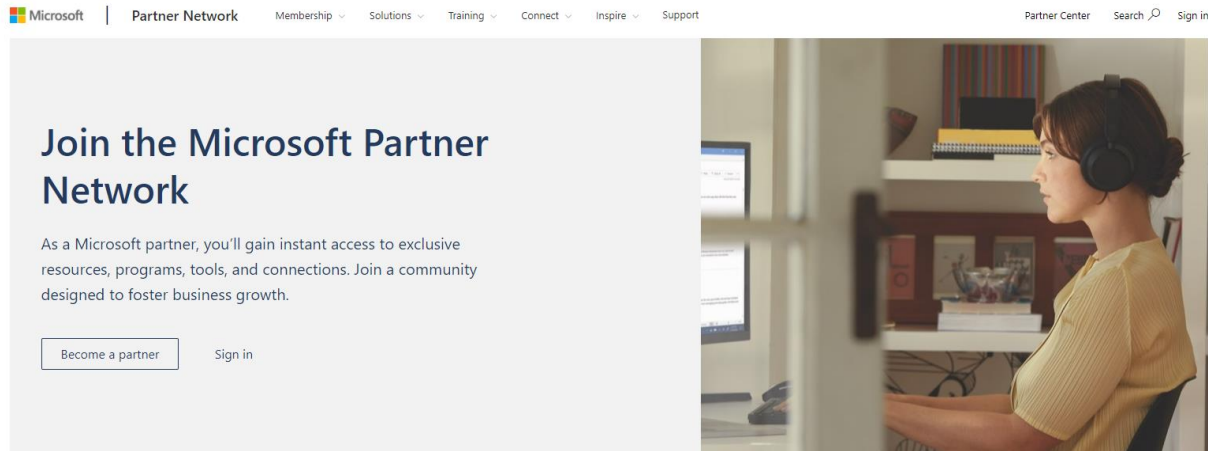 Microsoft Partner Network Membership Solutions Training Connect Inspire Support Partner Center Search Sign in
Join the Microsoft Partner
Network
As a Microsoft partner, you'll gain instant access to exclusive
resources, programs, tools, and connections. Join a community
designed to foster business growth.
Become a partner Sign in